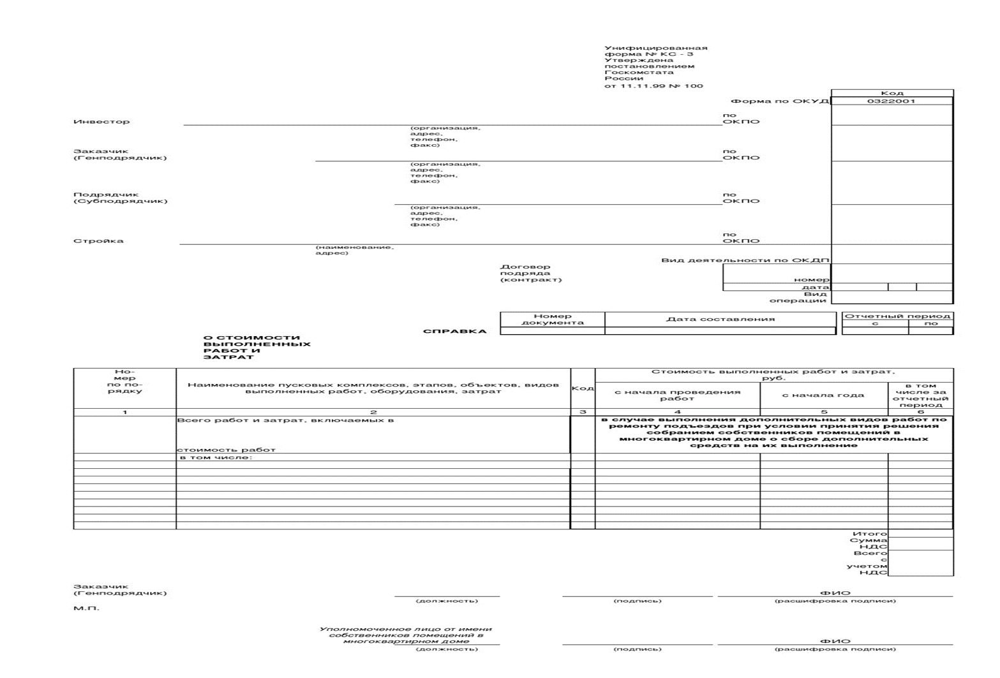 Унифицированная
форма № КС - 3
Утверждена
постановлением
Госкомстата
России
от 11.11.99 № 100
Код
Форма по ОКУД 0322001
Инвестор
по
ОКПО
(организация,
адрес,
телефон,
факс)
Заказчик
(Генподрядчик)
по
ОКПО
(организация,
адрес,
телефон,
факс)
Подрядчик
(Субподрядчик)
по
ОКПО
(организация,
адрес,
телефон,
факс)
Стройка
по
ОКПО
(наименование,
адрес)
Вид деятельности по ОКДП
Договор
подряда
(контракт)
номер
дата
Вид
операции
Номер
документа
Дата составления
Отчетный период
с по
СПРАВКА
О СТОИМОСТИ
ВЫПОЛНЕННЫХ
РАБОТ И
ЗАТРАТ
Но-
мер
по по-
рядку
Наименование пусковых комплексов, этапов, объектов, видов
выполненных работ, оборудования, затрат
Код
Стоимость выполненных работ и затрат,
руб.
с начала проведения
работ
с начала года
в том
числе за
отчетный
период
1 2 3 4 5 6
Всего работ и затрат, включаемых в
стоимость работ
в случае выполнения дополнительных видов работ по
ремонту подъездов при условии принятия решения
собранием собственников помещений в
многоквартирном доме о сборе дополнительных
средств на их выполнение
в том числе:
Итого
Сумма
НДС
Всего
с
учетом
НДС
Заказчик
(Генподрядчик)
ФИО
(должность) (подпись) (расшифровка подписи)
М.П.
Уполномоченное лицо от имени
собственников помещений в
многоквартирном доме
ФИО
(должность) (подпись) (расшифровка подписи)